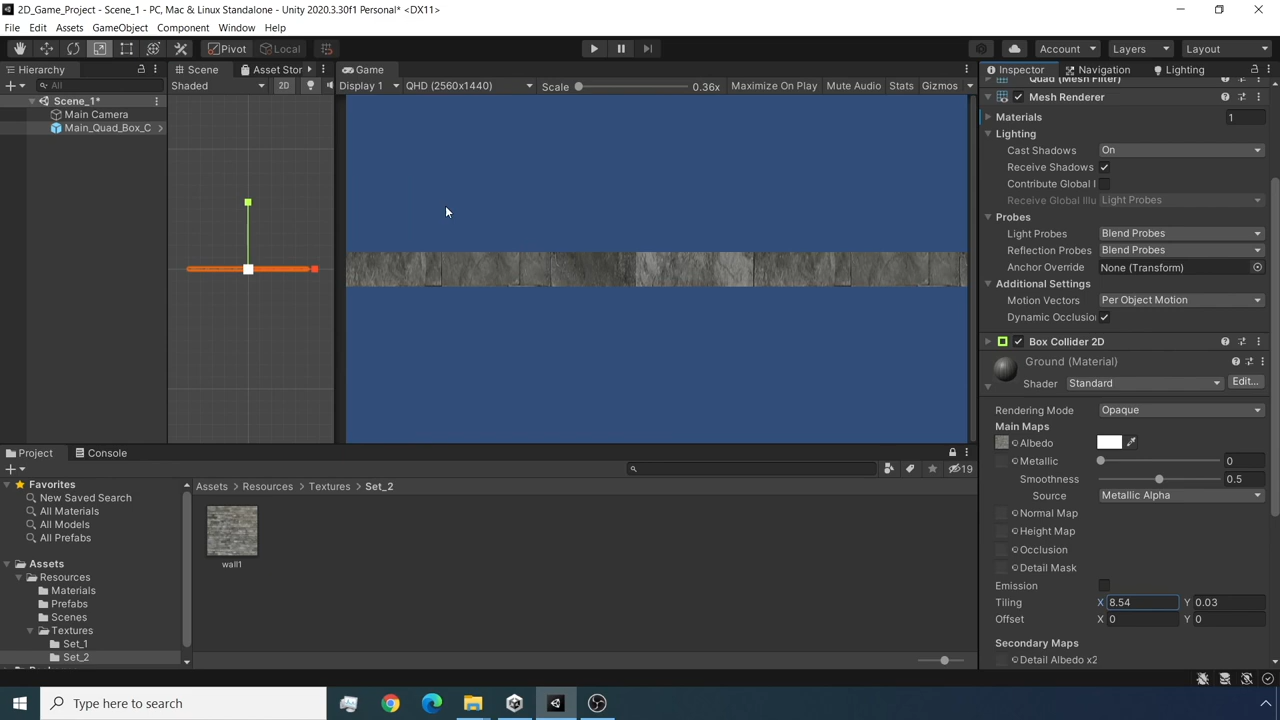 2D_Game_Project - Scene_1 - PC, Mac & Linux Standalone - Unity 2020.3.30f1 Personal* <DX11>
File Edit Assets GameObject Component Window Help
Pivot Local Account Layers Layout
Hierarchy Scene Asset Stor Game Inspector Navigation Lighting
All Shaded 2D Display 1 QHD (2560x1440) Scale 0.36x Maximize On Play Mute Audio Stats Gizmos
Quad (Mesh Filter)
Scene_1*
Main Camera
Main_Quad_Box_C
Mesh Renderer
Materials 1
Lighting
Cast Shadows On
Receive Shadows
Contribute Global I
Receive Global Illu Light Probes
Probes
Light Probes Blend Probes
Reflection Probes Blend Probes
Anchor Override None (Transform)
Additional Settings
Motion Vectors Per Object Motion
Dynamic Occlusio
Box Collider 2D
Ground (Material)
Shader Standard Edit...
Rendering Mode Opaque
Main Maps
Albedo
Metallic 0
Smoothness 0.5
Source Metallic Alpha
Normal Map
Height Map
Occlusion
Detail Mask
Emission
Tiling X 8.54 Y 0.03
Offset X 0 Y 0
Secondary Maps
Detail Albedo x2
Project Console
19
Favorites
New Saved Search
All Materials
All Models
All Prefabs
Assets
Resources
Materials
Prefabs
Scenes
Textures
Set_1
Set_2
Assets > Resources > Textures > Set_2
wall1
Type here to search